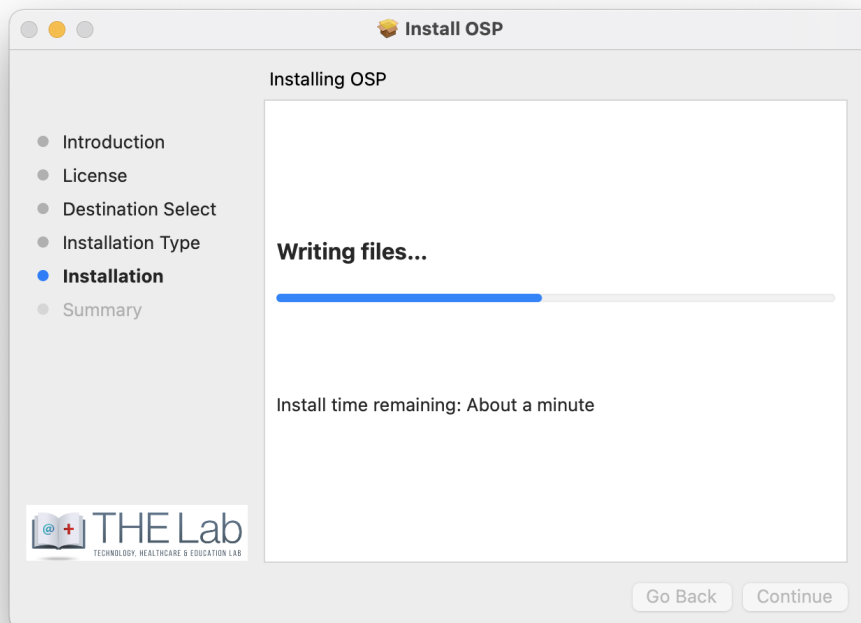 Install OSP
Installing OSP
Introduction
License
Destination Select
Installation Type
Installation
Summary
Writing files...
Install time remaining: About a minute
@ +
THE Lab
TECHNOLOGY, HEALTHCARE & EDUCATION LAB
Go Back
Continue